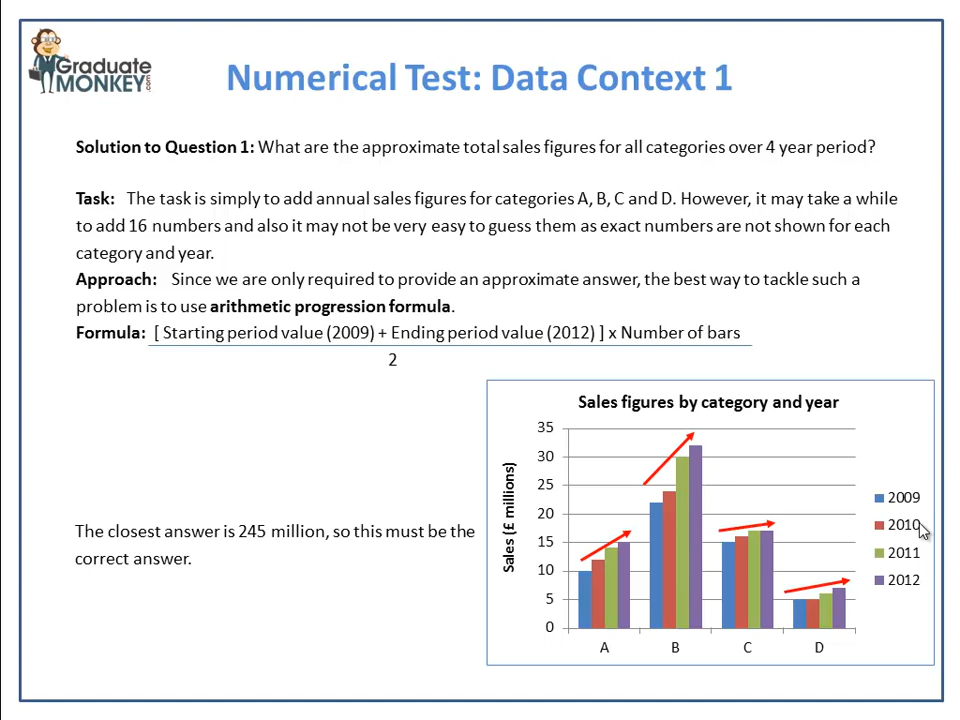 Graduate
MONKEY.com
Numerical Test: Data Context 1
Solution to Question 1: What are the approximate total sales figures for all categories over 4 year period?
Task: The task is simply to add annual sales figures for categories A, B, C and D. However, it may take a while
to add 16 numbers and also it may not be very easy to guess them as exact numbers are not shown for each
category and year.
Approach: Since we are only required to provide an approximate answer, the best way to tackle such a
problem is to use arithmetic progression formula.
Formula: [ Starting period value (2009) + Ending period value (2012) ] x Number of bars
2
The closest answer is 245 million, so this must be the
correct answer.
Sales figures by category and year
Sales (£ millions)
35
30
25
20
15
10
5
0
A B C D
2009
2010
2011
2012